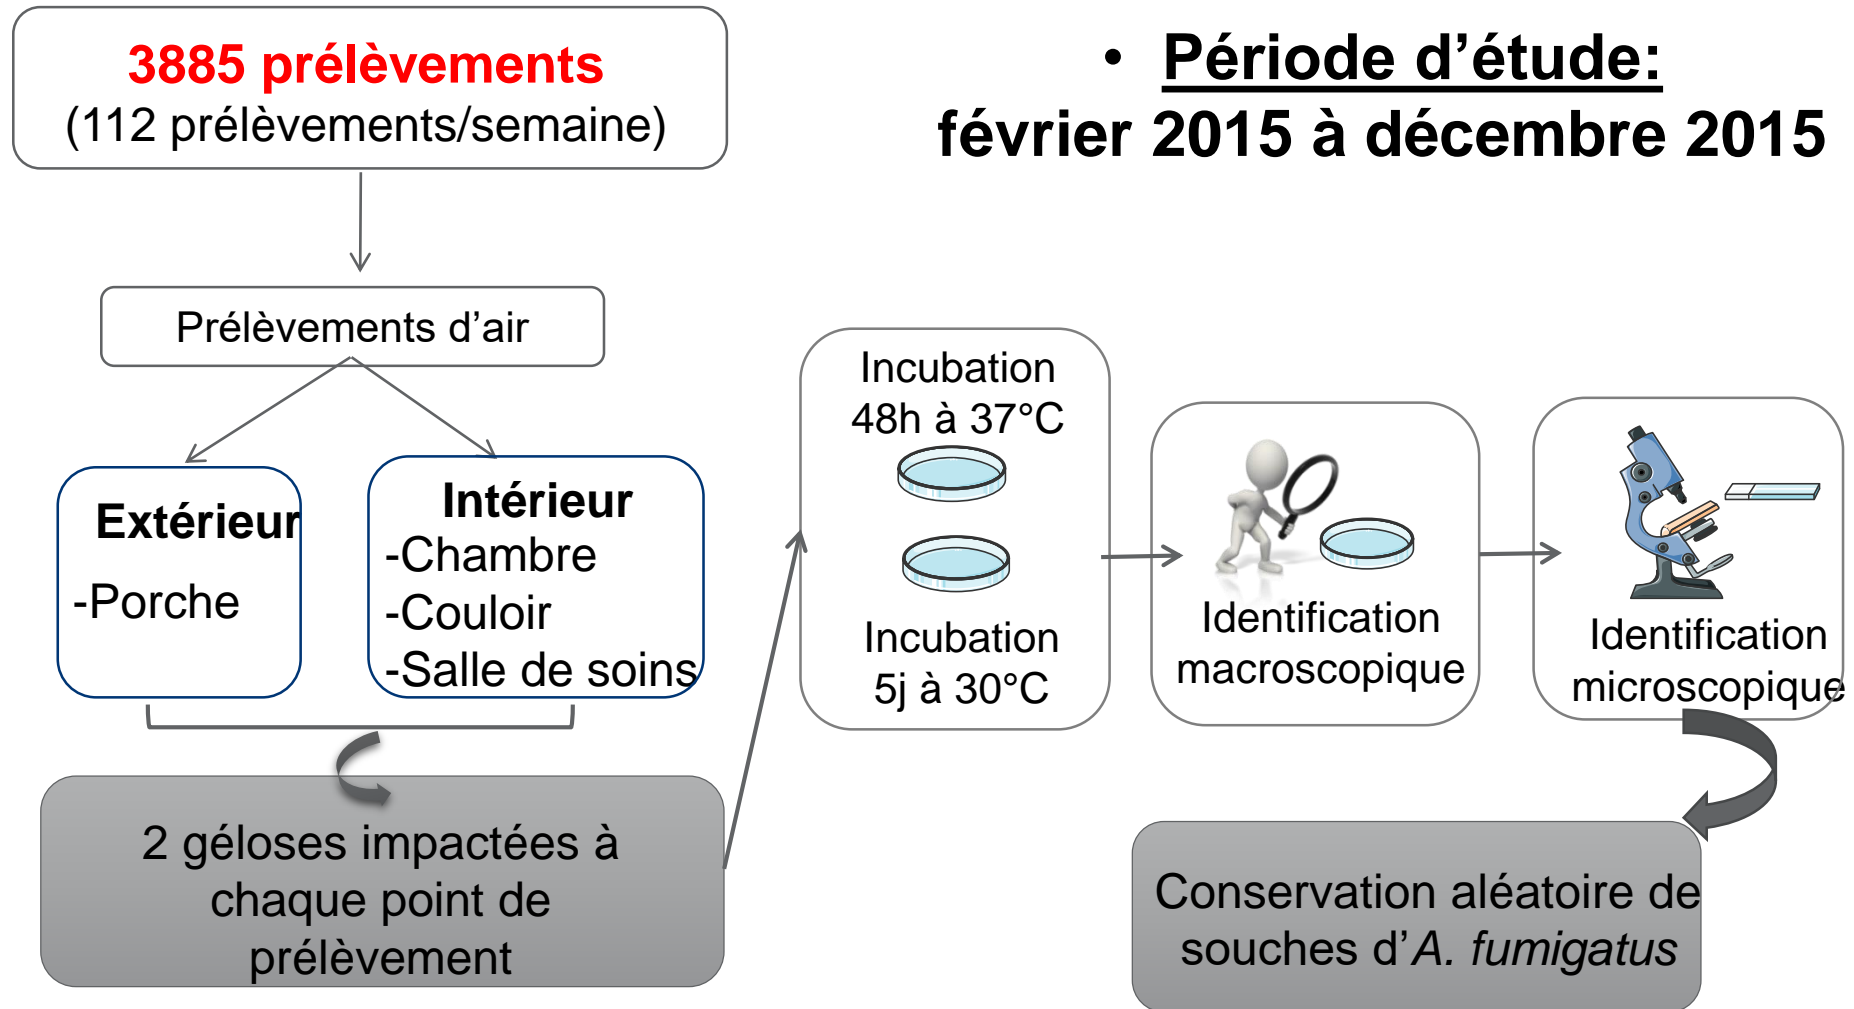 3885 prélèvements
(112 prélèvements/semaine)
• Période d’étude:
février 2015 à décembre 2015
Prélèvements d’air
Extérieur
-Porche
Intérieur
-Chambre
-Couloir
-Salle de soins
2 géloses impactées à
chaque point de
prélèvement
Incubation
48h à 37°C
Incubation
5j à 30°C
Identification
macroscopique
Identification
microscopique
Conservation aléatoire de
souches d’A. fumigatus